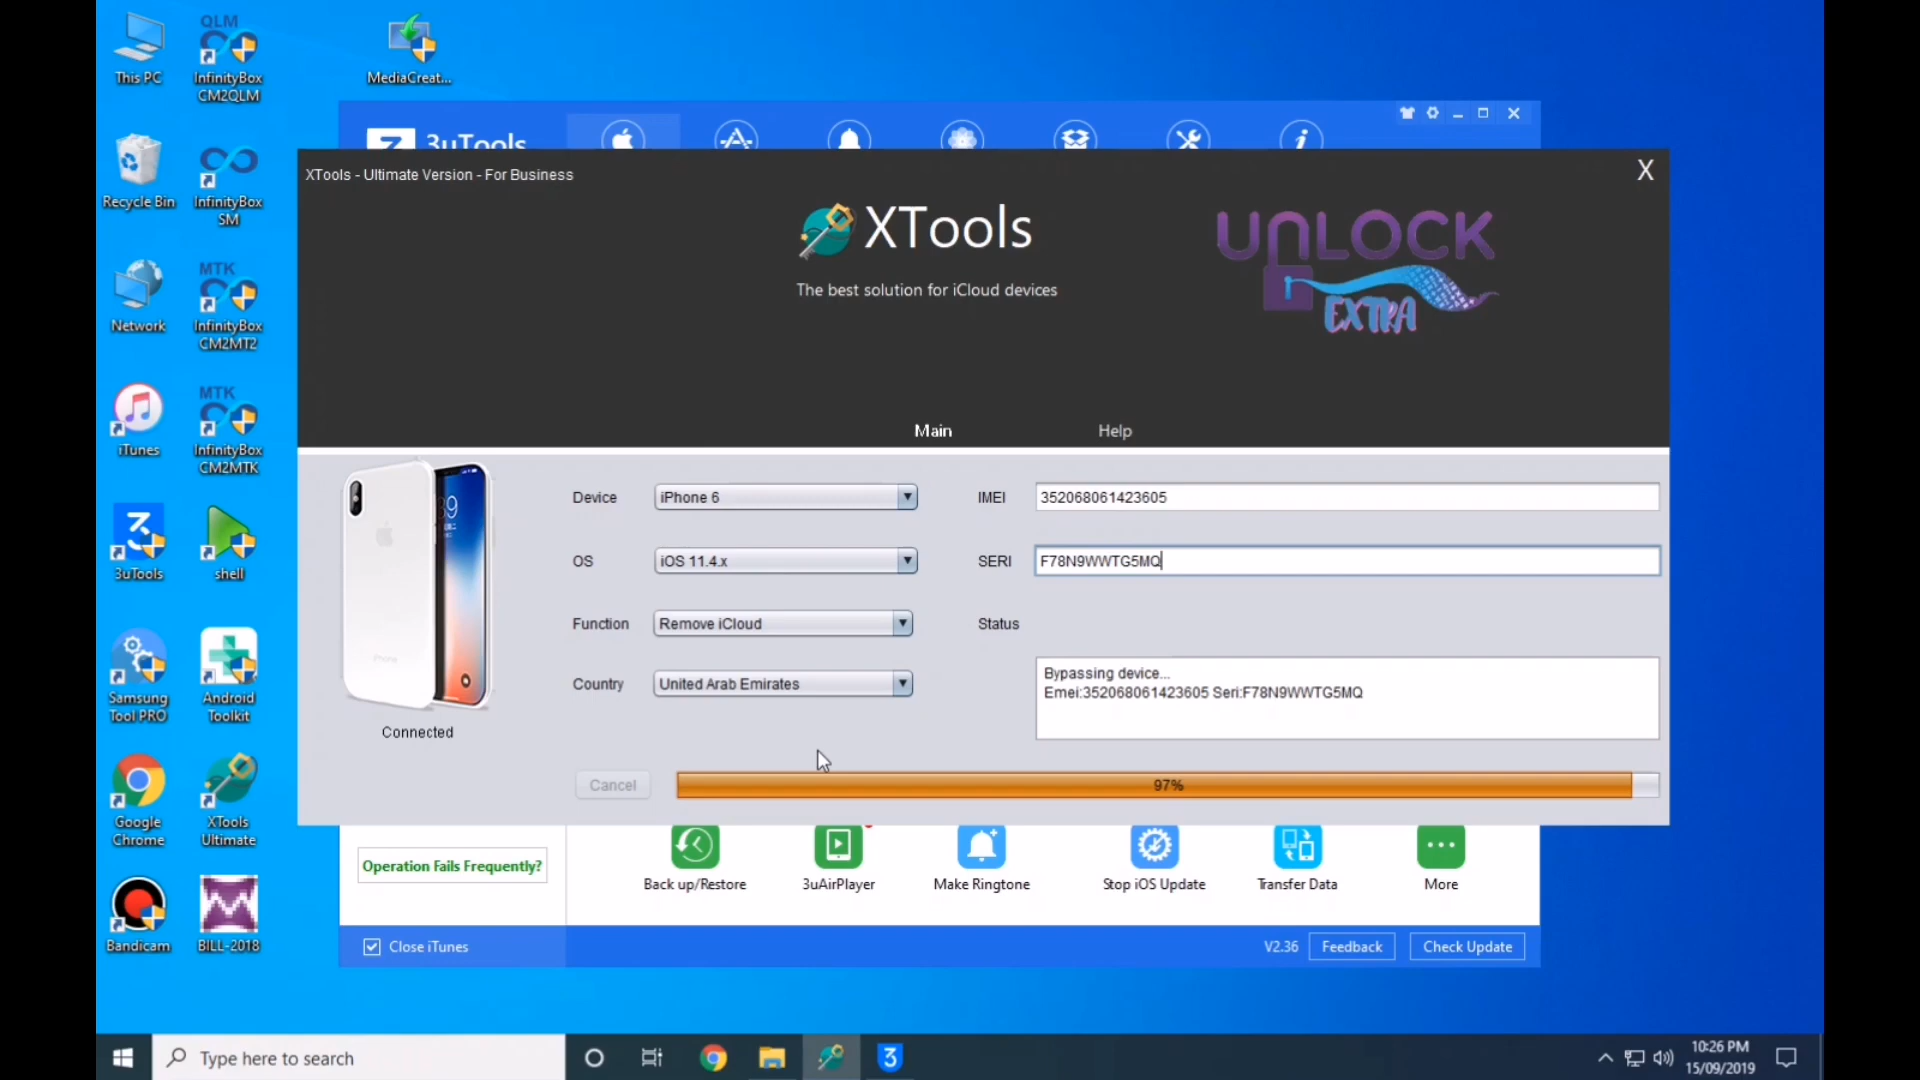 This PC
QLM
InfinityBox
CM2QLM
MediaCreat...
Recycle Bin
InfinityBox
SM
Network
MTK
InfinityBox
CM2MT2
iTunes
MTK
InfinityBox
CM2MTK
3uTools
shell
Samsung
Tool PRO
Android
Toolkit
Google
Chrome
XTools
Ultimate
Bandicam
BILL-2018
3uTools
XTools - Ultimate Version - For Business
X
XTools
The best solution for iCloud devices
UNLOCK
EXTRA
Main
Help
Device
iPhone 6
IMEI
352068061423605
OS
iOS 11.4.x
SERI
F78N9WWTG5MQ
Function
Remove iCloud
Status
Country
United Arab Emirates
Bypassing device...
Emei:352068061423605 Seri:F78N9WWTG5MQ
Connected
Cancel
97%
Operation Fails Frequently?
Back up/Restore
3uAirPlayer
Make Ringtone
Stop iOS Update
Transfer Data
More
Close iTunes
V2.36
Feedback
Check Update
Type here to search
10:26 PM
15/09/2019